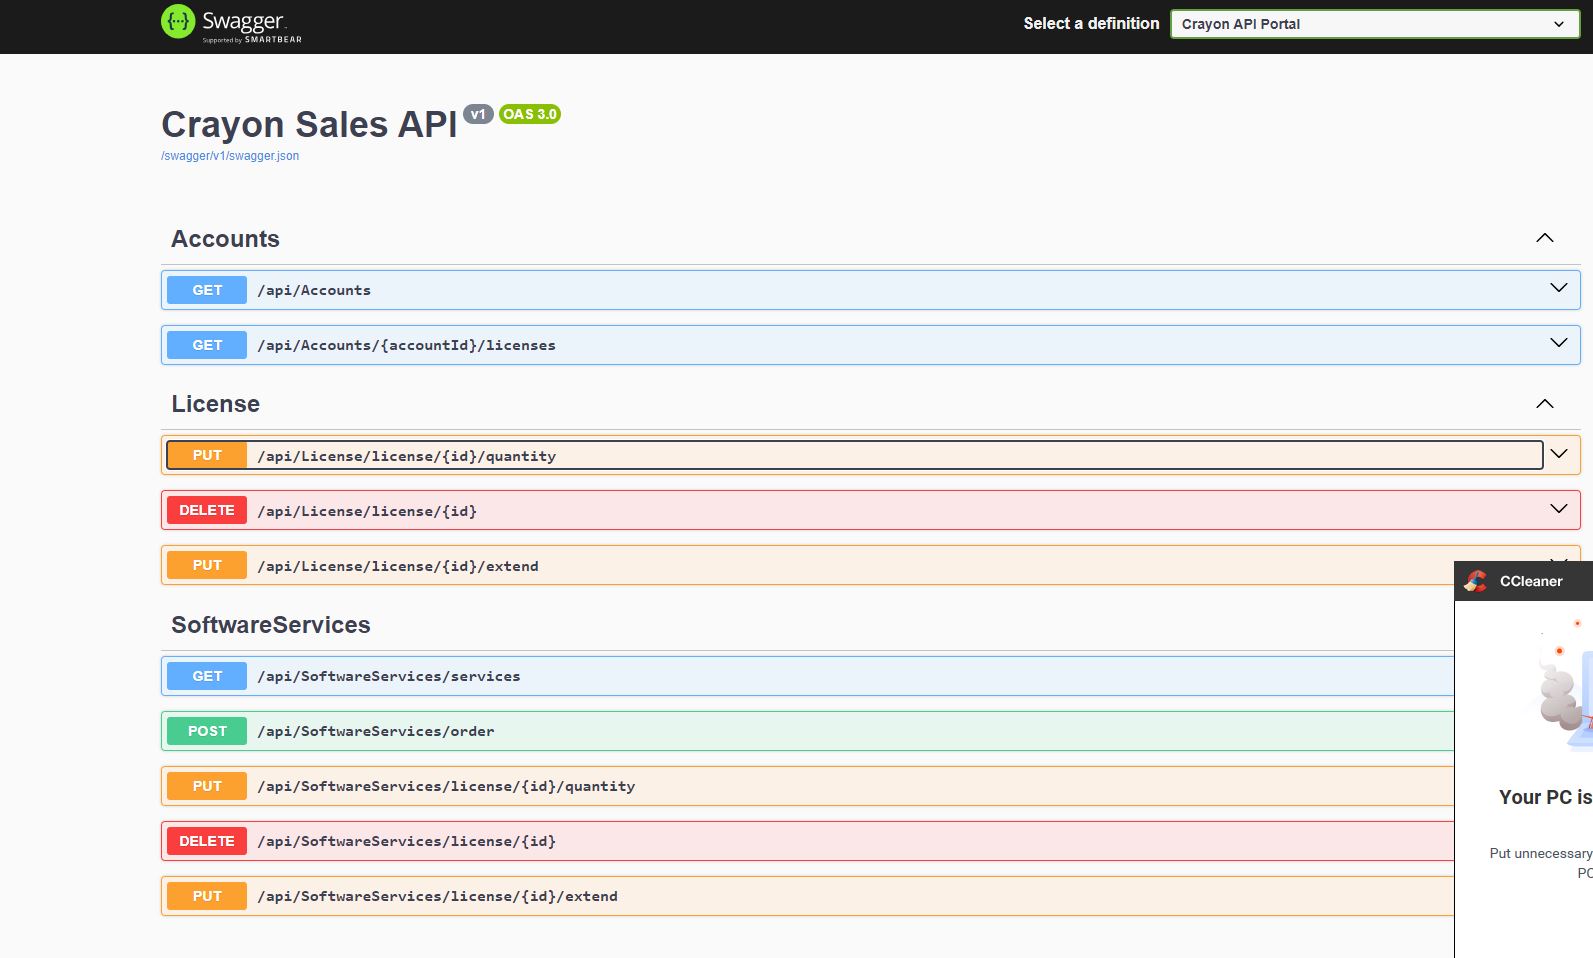 Swagger.
Supported by SMARTBEAR
Select a definition
Crayon API Portal
Crayon Sales API v1 OAS 3.0
/swagger/v1/swagger.json
Accounts
GET /api/Accounts
GET /api/Accounts/{accountId}/licenses
License
PUT /api/License/license/{id}/quantity
DELETE /api/License/license/{id}
PUT /api/License/license/{id}/extend
SoftwareServices
GET /api/SoftwareServices/services
POST /api/SoftwareServices/order
PUT /api/SoftwareServices/license/{id}/quantity
DELETE /api/SoftwareServices/license/{id}
PUT /api/SoftwareServices/license/{id}/extend
CCleaner
Your PC is
Put unnecessary
PC